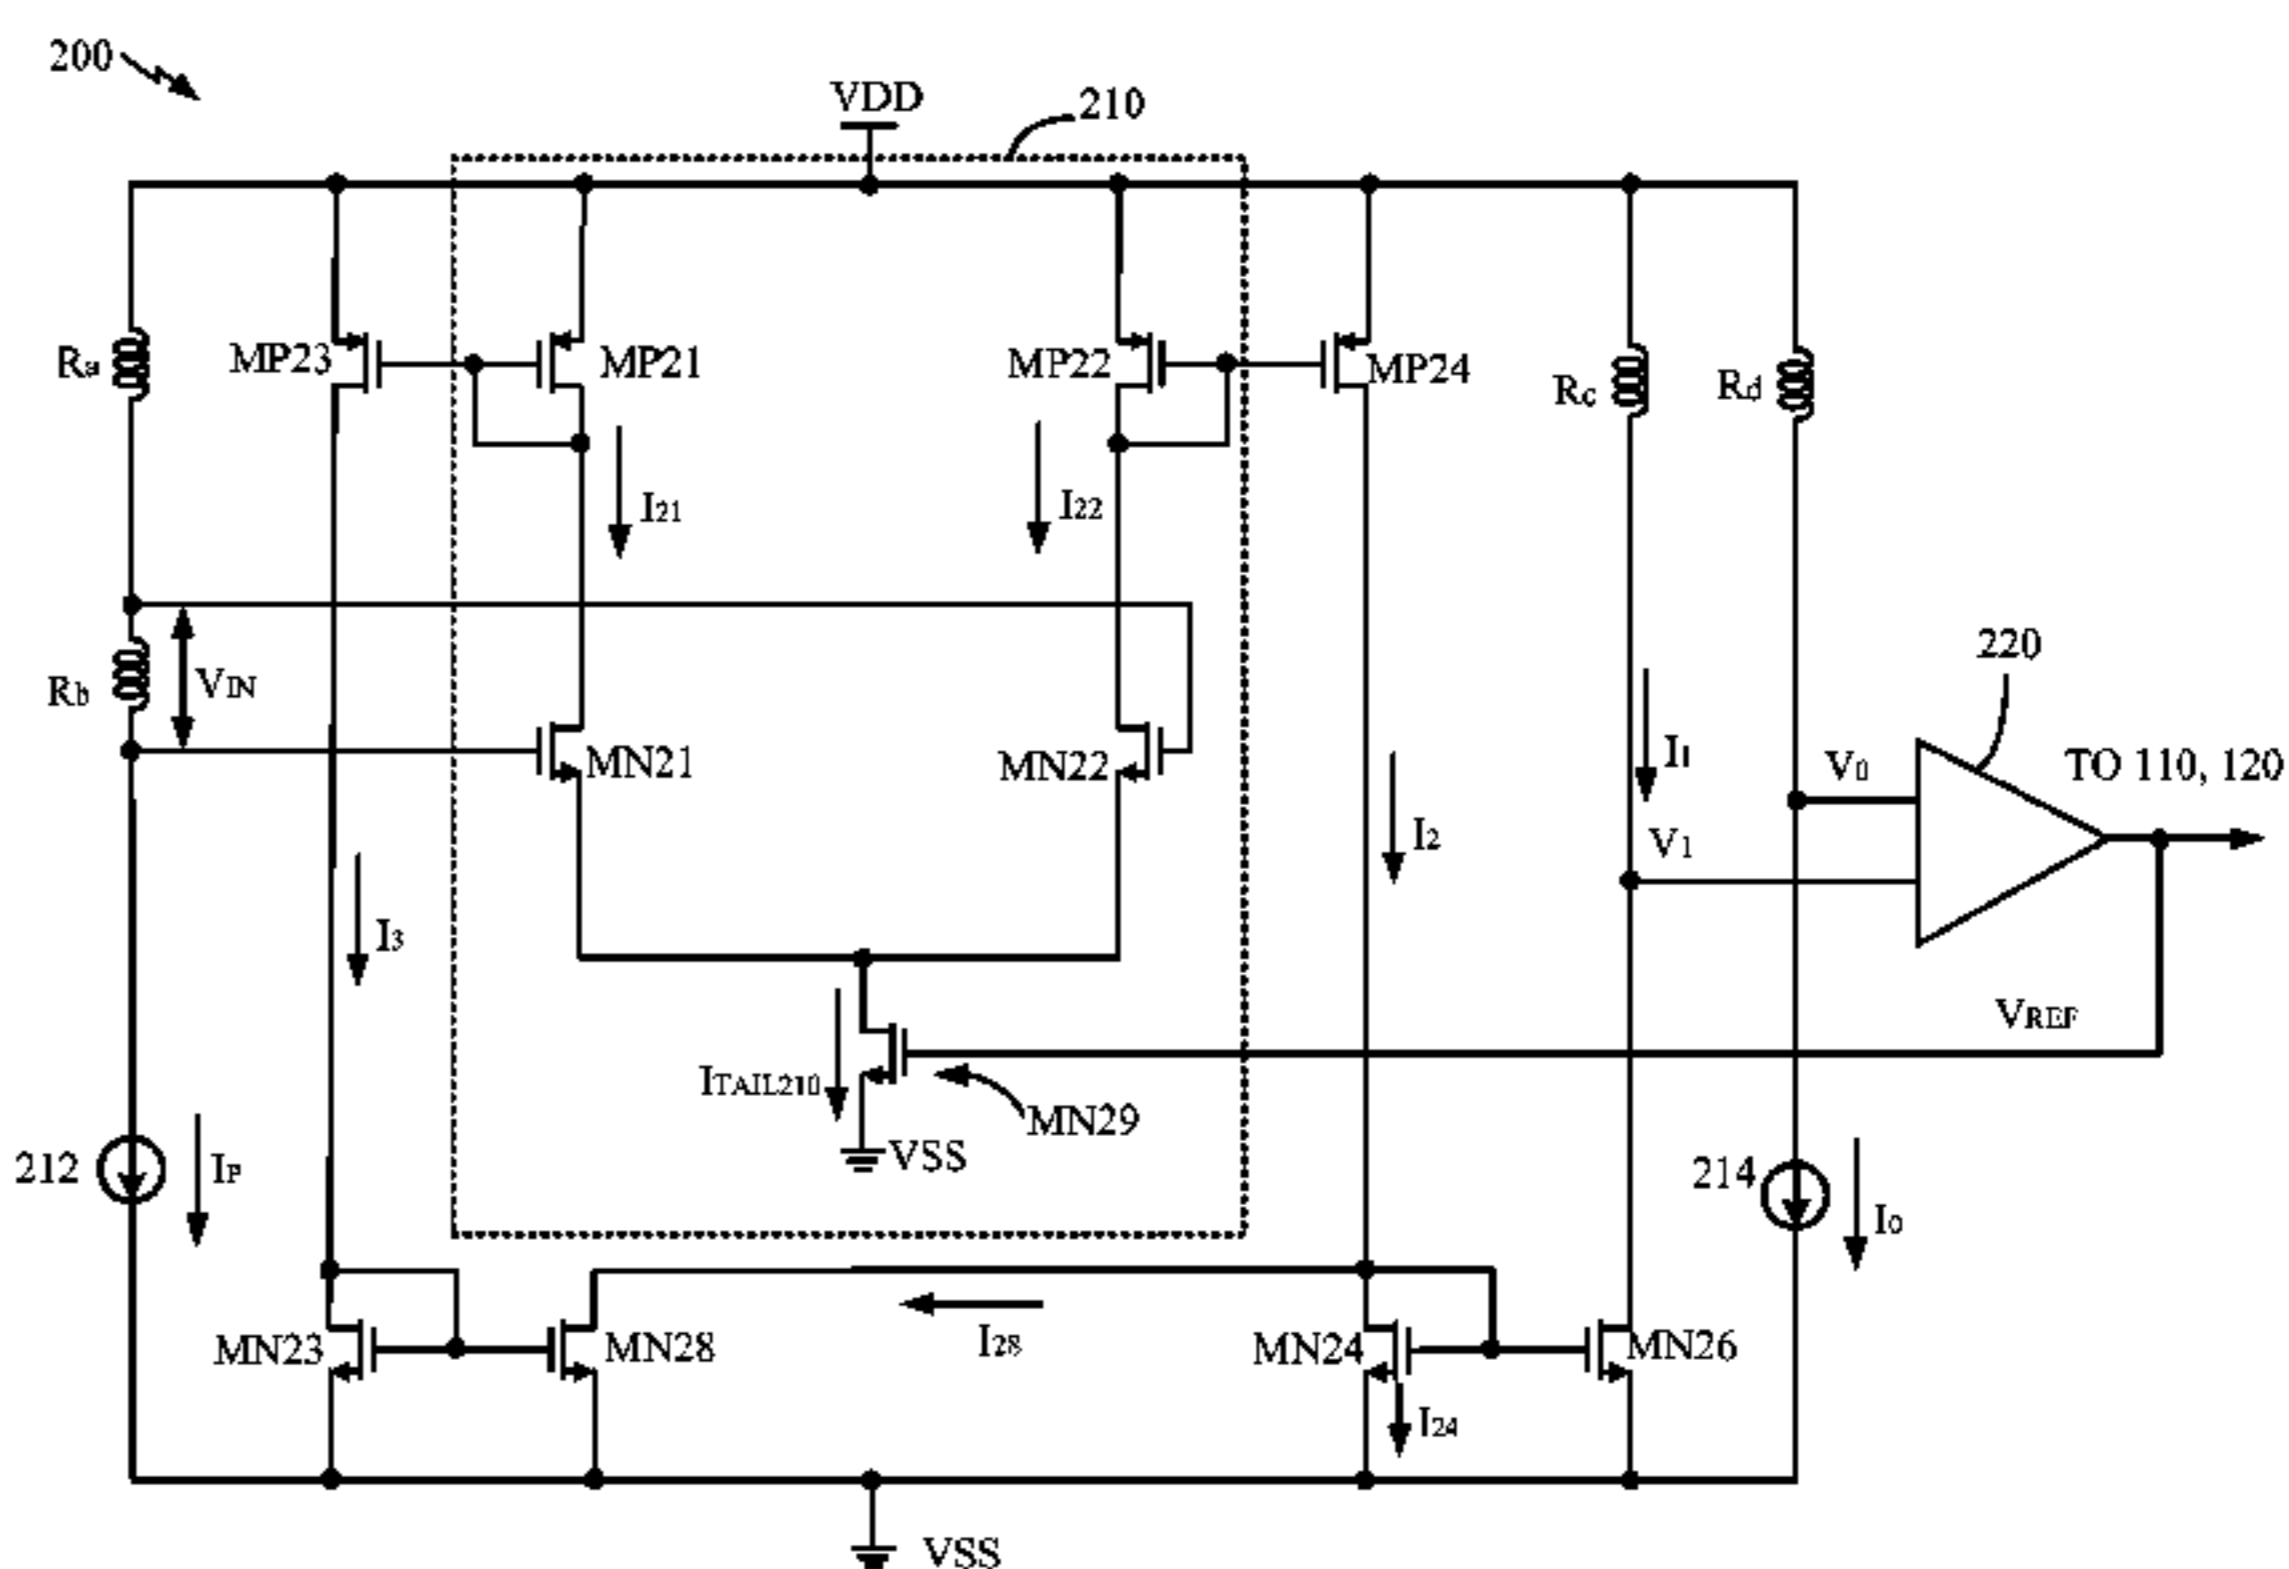 200
VDD
210
Ra
MP23
MP21
MP22
MP24
Rc
Rd
I21
I22
Rb
VIN
MN21
MN22
220
I1
V0
TO 110, 120
V1
I2
I3
VREF
ITAIL210
MN29
VSS
212
IP
214
I0
MN23
MN28
I28
MN24
MN26
I24
VSS